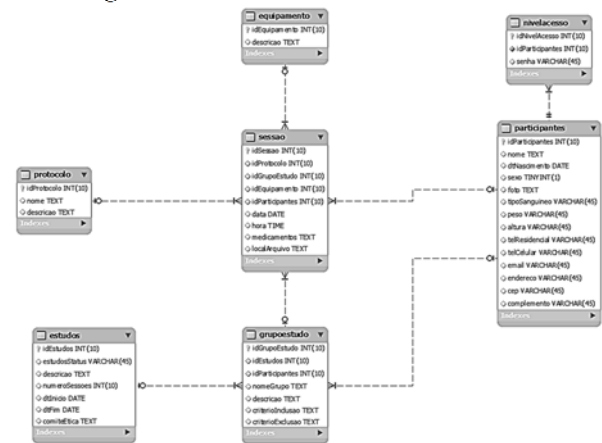 equipamento
idEquipamento INT(10)
descricao TEXT
Indexes
nivelacesso
idNivelAcesso INT(10)
idParticipantes INT(10)
senha VARCHAR(45)
Indexes
sessao
idSessao INT(10)
idProtocolo INT(10)
idGrupoEstudo INT(10)
idEquipamento INT(10)
idParticipantes INT(10)
data DATE
hora TIME
medicamentos TEXT
localArquivo TEXT
Indexes
participantes
idParticipantes INT(10)
nome TEXT
dtNascimento DATE
sexo TINYINT(1)
foto TEXT
tipoSanguineo VARCHAR(45)
peso VARCHAR(45)
altura VARCHAR(45)
telResidencial VARCHAR(45)
telCelular VARCHAR(45)
email VARCHAR(45)
endereco VARCHAR(45)
cep VARCHAR(45)
complemento VARCHAR(45)
Indexes
protocolo
idProtocolo INT(10)
nome TEXT
descricao TEXT
Indexes
estudos
idEstudos INT(10)
estudosStatus VARCHAR(45)
descricao TEXT
numeroSessoes INT(10)
dtInicio DATE
dtFim DATE
comiteEtica TEXT
Indexes
grupoestudo
idGrupoEstudo INT(10)
idEstudos INT(10)
idParticipantes INT(10)
nomeGrupo TEXT
descricao TEXT
criterioInclusao TEXT
criterioExclusao TEXT
Indexes